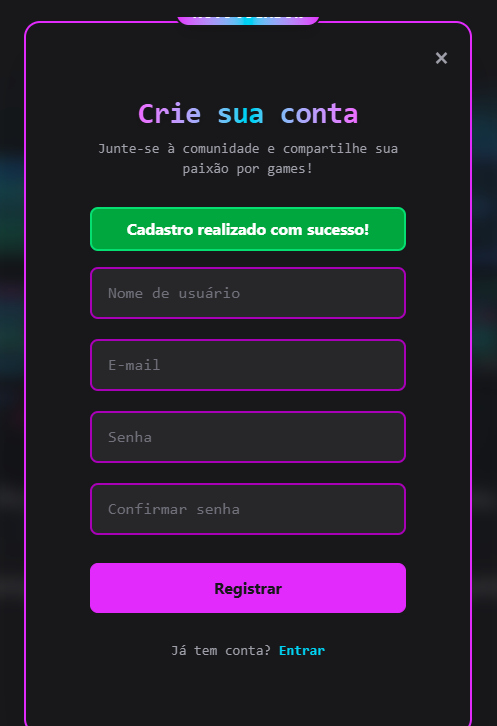 ×
Crie sua conta
Junte-se à comunidade e compartilhe sua
paixão por games!
Cadastro realizado com sucesso!
Nome de usuário
E-mail
Senha
Confirmar senha
Registrar
Já tem conta? Entrar